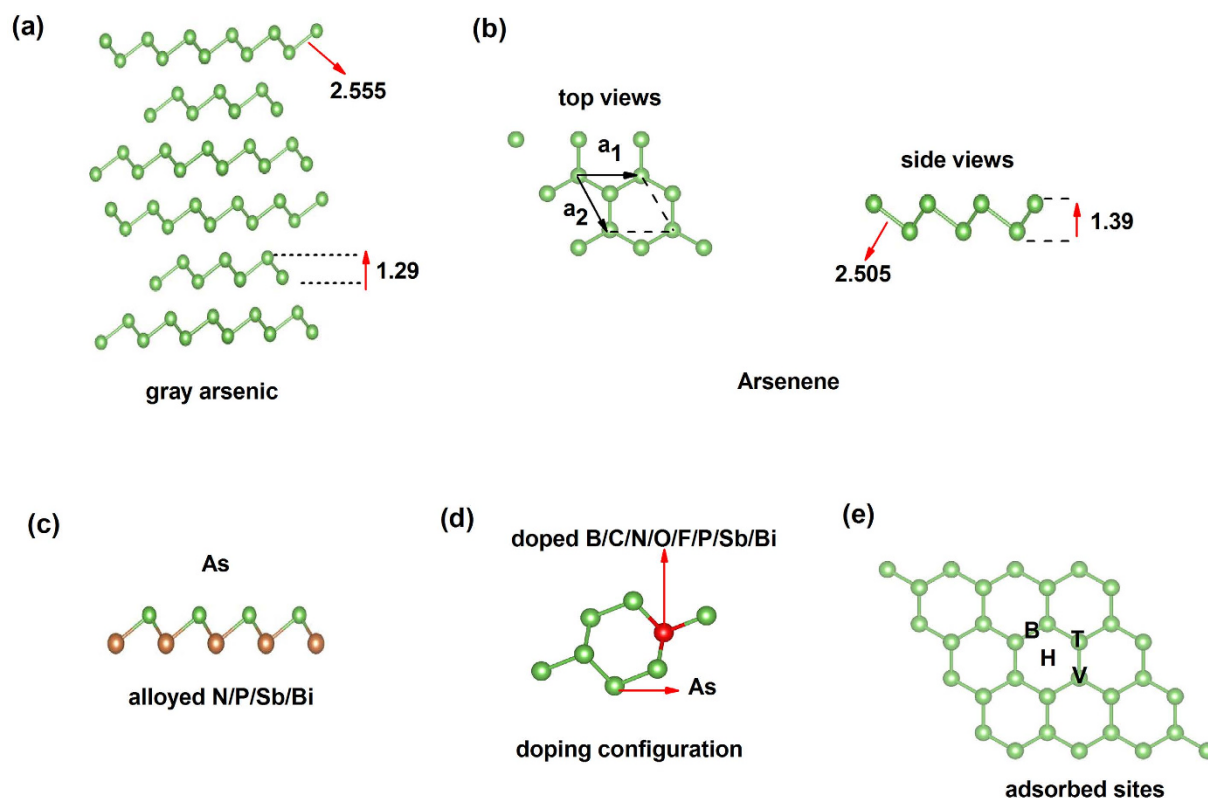 (a)
2.555
1.29
gray arsenic
(b)
top views
a1
a2
side views
2.505
1.39
Arsenene
(c)
As
alloyed N/P/Sb/Bi
(d)
doped B/C/N/O/F/P/Sb/Bi
As
doping configuration
(e)
B
T
H
V
adsorbed sites